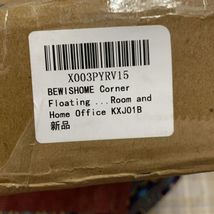 X003PYRV15
BEWISHOME Corner
Floating ...Room and
Home Office KXJ01B
新品